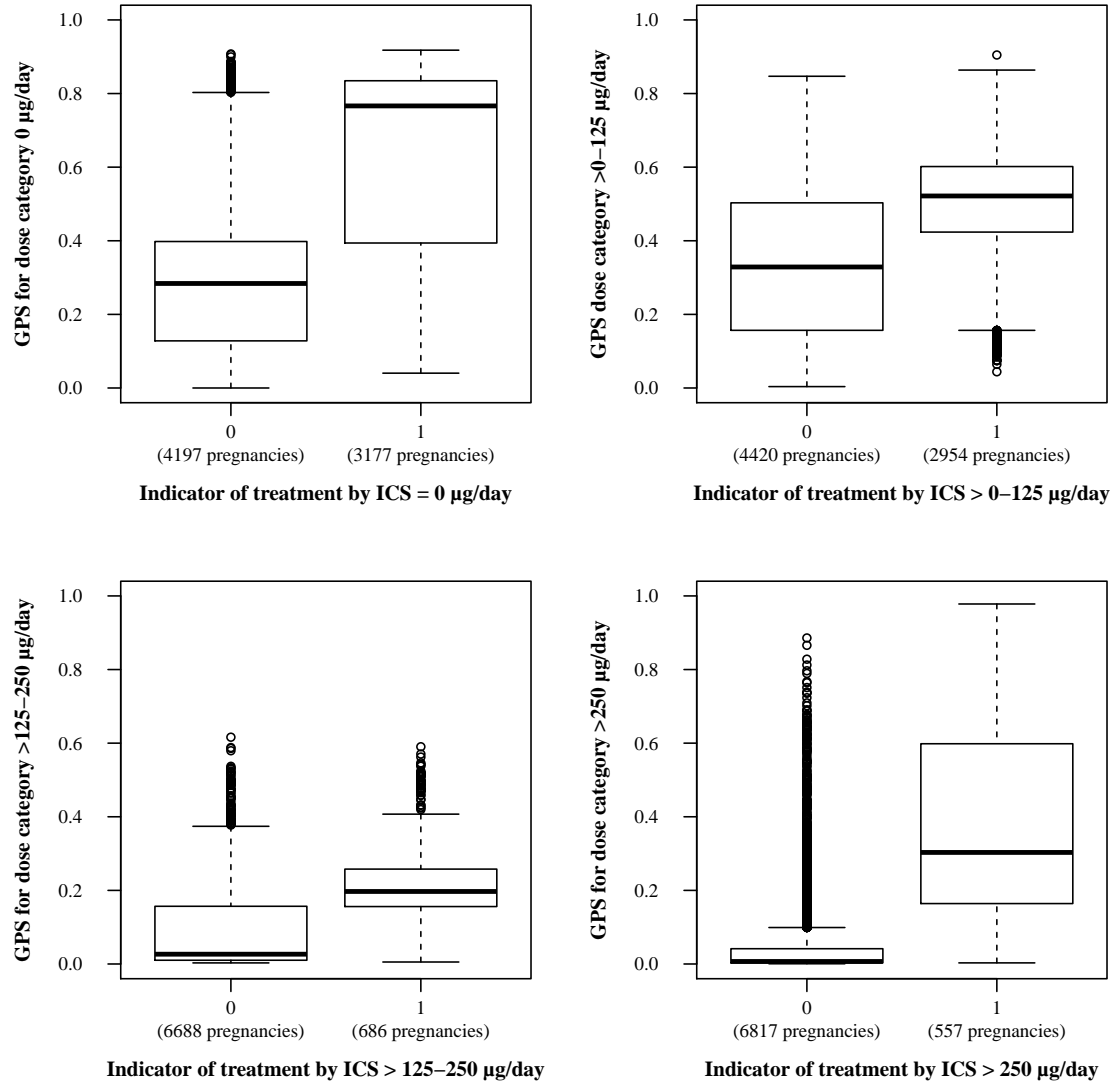 GPS for dose category 0 µg/day
1.0
0.8
0.6
0.4
0.2
0.0
0
1
(4197 pregnancies)
(3177 pregnancies)
Indicator of treatment by ICS = 0 µg/day
GPS dose category >0–125 µg/day
1.0
0.8
0.6
0.4
0.2
0.0
0
1
(4420 pregnancies)
(2954 pregnancies)
Indicator of treatment by ICS > 0–125 µg/day
GPS for dose category >125–250 µg/day
1.0
0.8
0.6
0.4
0.2
0.0
0
1
(6688 pregnancies)
(686 pregnancies)
Indicator of treatment by ICS > 125–250 µg/day
GPS for dose category >250 µg/day
1.0
0.8
0.6
0.4
0.2
0.0
0
1
(6817 pregnancies)
(557 pregnancies)
Indicator of treatment by ICS > 250 µg/day